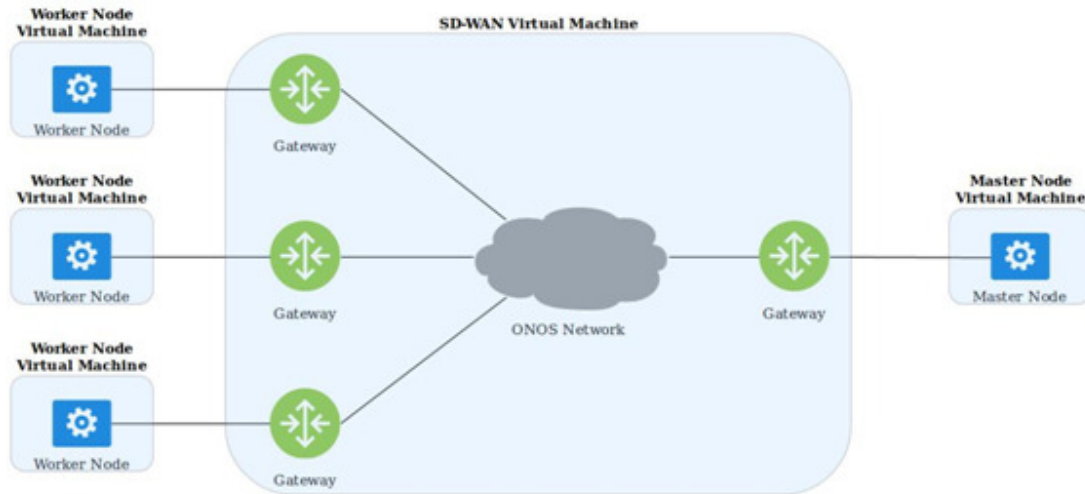 Worker Node
Virtual Machine
Worker Node
SD-WAN Virtual Machine
Gateway
Worker Node
Virtual Machine
Worker Node
Gateway
ONOS Network
Gateway
Master Node
Virtual Machine
Master Node
Worker Node
Virtual Machine
Worker Node
Gateway